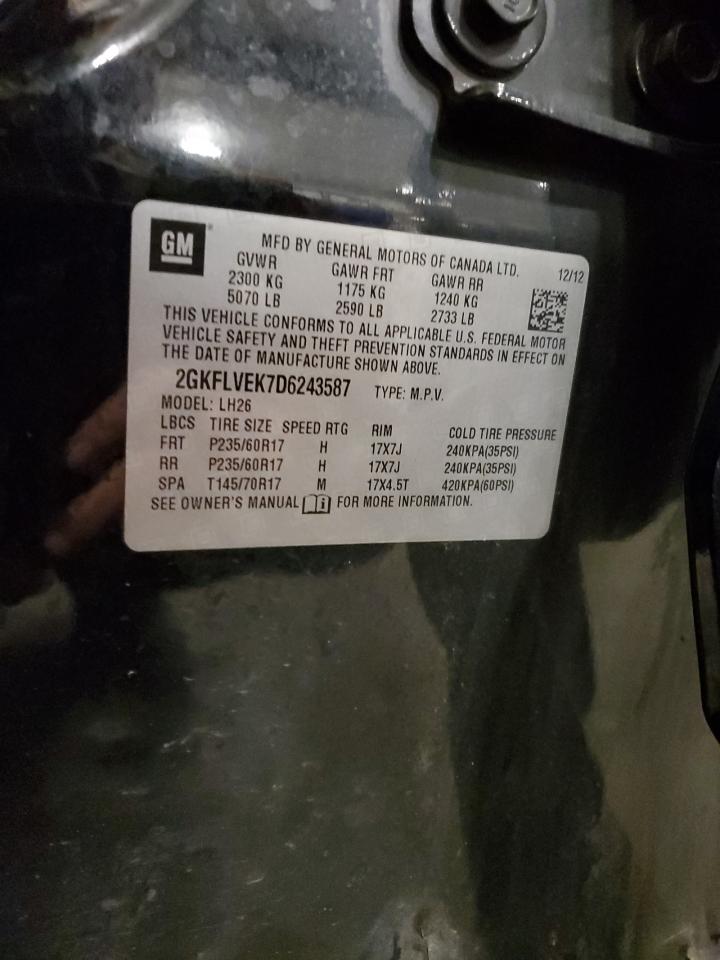 GM
MFD BY GENERAL MOTORS OF CANADA LTD. 12/12
GVWR GAWR FRT GAWR RR
2300 KG 1175 KG 1240 KG
5070 LB 2590 LB 2733 LB
THIS VEHICLE CONFORMS TO ALL APPLICABLE U.S. FEDERAL MOTOR
VEHICLE SAFETY AND THEFT PREVENTION STANDARDS IN EFFECT ON
THE DATE OF MANUFACTURE SHOWN ABOVE.
2GKFLVEK7D6243587 TYPE: M.P.V.
MODEL: LH26
LBCS TIRE SIZE SPEED RTG RIM COLD TIRE PRESSURE
FRT P235/60R17 H 17X7J 240KPA(35PSI)
RR P235/60R17 H 17X7J 240KPA(35PSI)
SPA T145/70R17 M 17X4.5T 420KPA(60PSI)
SEE OWNER'S MANUAL FOR MORE INFORMATION.